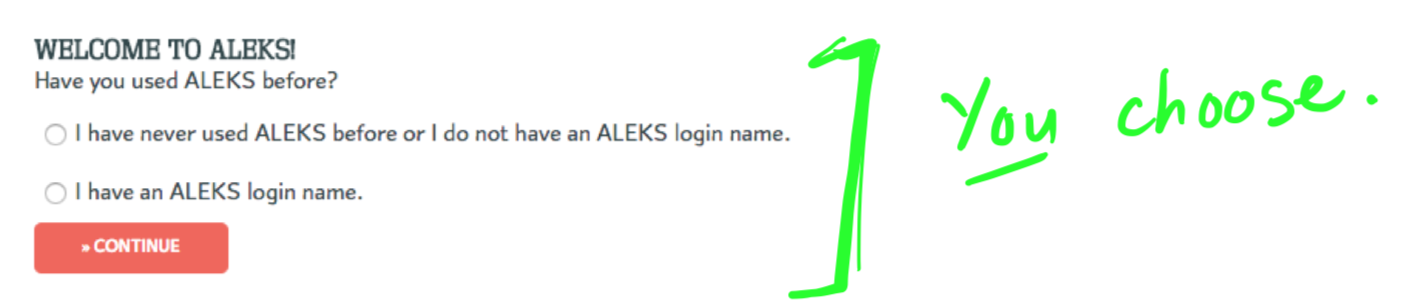 WELCOME TO ALEKS!
Have you used ALEKS before?
I have never used ALEKS before or I do not have an ALEKS login name.
I have an ALEKS login name.
» CONTINUE
You choose.